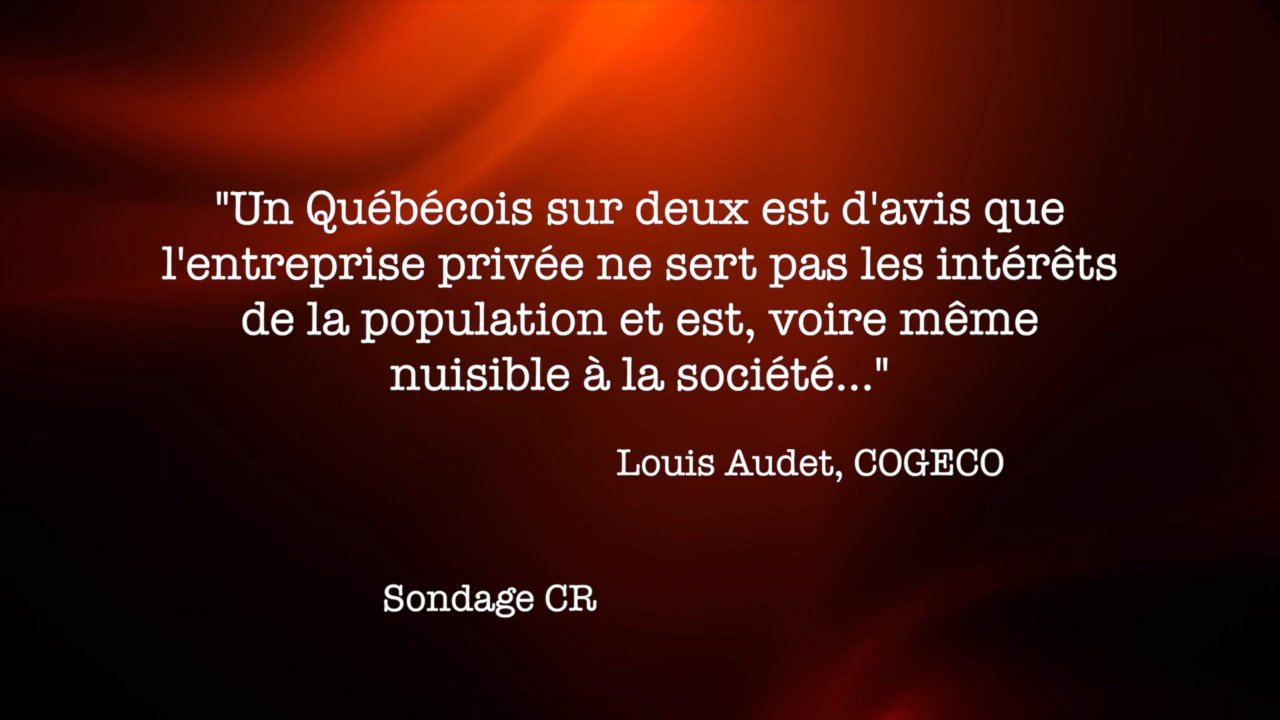 "Un Québécois sur deux est d'avis que
l'entreprise privée ne sert pas les intérêts
de la population et est, voire même
nuisible à la société..."
Louis Audet, COGECO
Sondage CR